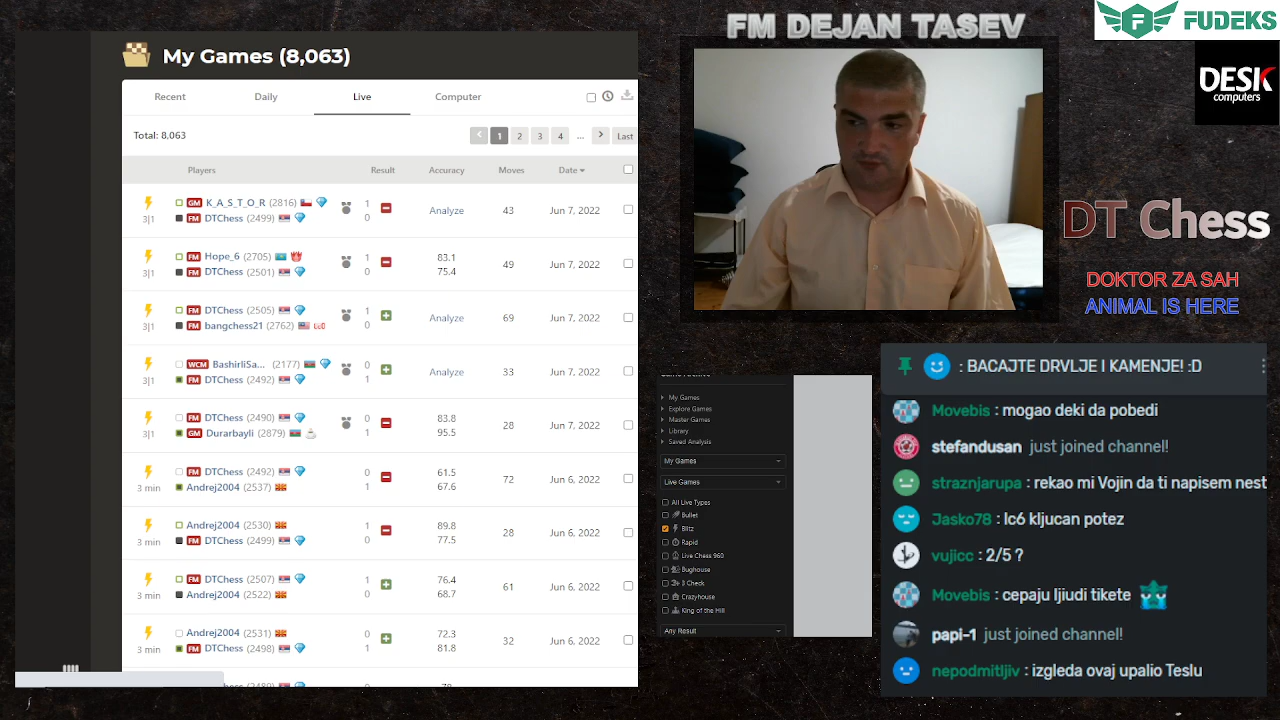 FM DEJAN TASEV
FUDEKS
DESK
computers
My Games (8,063)
Recent
Daily
Live
Computer
Total: 8,063
1
2
3
4
...
Last
Players
Result
Accuracy
Moves
Date
3|1
GM K_A_S_T_O_R (2816)
FM DTChess (2499)
1
0
Analyze
43
Jun 7, 2022
3|1
FM Hope_6 (2705)
FM DTChess (2501)
1
0
83.1
75.4
49
Jun 7, 2022
3|1
FM DTChess (2505)
FM bangchess21 (2762)
1
0
Analyze
69
Jun 7, 2022
3|1
WCM BashirliSa... (2177)
FM DTChess (2492)
0
1
Analyze
33
Jun 7, 2022
3|1
FM DTChess (2490)
GM Durarbayli (2879)
0
1
83.8
95.5
28
Jun 7, 2022
3 min
FM DTChess (2492)
Andrej2004 (2537)
0
1
61.5
67.6
72
Jun 6, 2022
3 min
Andrej2004 (2530)
FM DTChess (2499)
1
0
89.8
77.5
28
Jun 6, 2022
3 min
FM DTChess (2507)
Andrej2004 (2522)
1
0
76.4
68.7
61
Jun 6, 2022
3 min
Andrej2004 (2531)
FM DTChess (2498)
0
1
72.3
81.8
32
Jun 6, 2022
DT Chess
DOKTOR ZA SAH
ANIMAL IS HERE
My Games
Explore Games
Master Games
Library
Saved Analysis
My Games
Live Games
All Live Types
Bullet
Blitz
Rapid
Live Chess 960
Bughouse
3 Check
Crazyhouse
King of the Hill
Any Result
: BACAJTE DRVLJE I KAMENJE! :D
Movebis : mogao deki da pobedi
stefandusan just joined channel!
straznjarupa : rekao mi Vojin da ti napisem nest
Jasko78 : lc6 kljucan potez
vujicc : 2/5 ?
Movebis : cepaju ljiudi tikete
papi-1 just joined channel!
nepodmitljiv : izgleda ovaj upalio Teslu